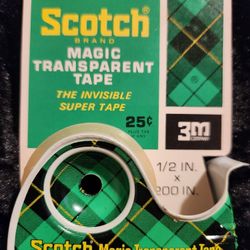 Scotch®
BRAND
MAGIC
TRANSPARENT
TAPE
THE INVISIBLE
SUPER TAPE
25¢
3M
COMPANY
1/2 IN.
X
200 IN.
Scotch Magic Transparent Tape